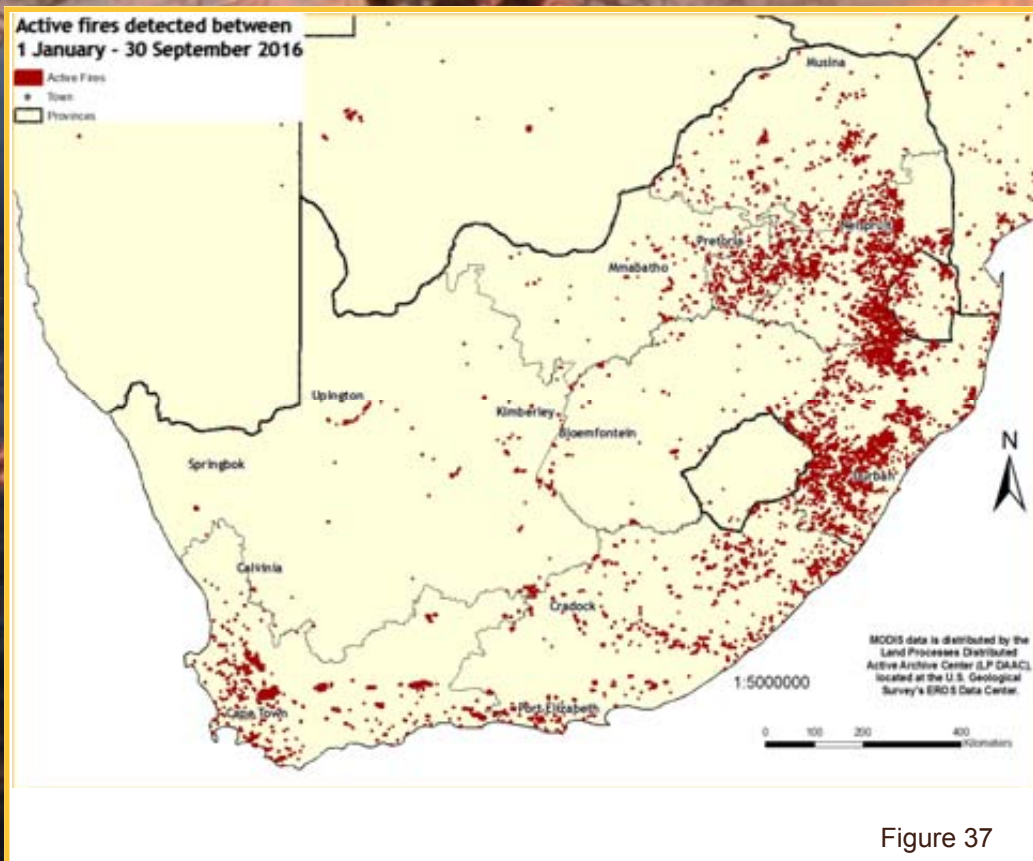 Active fires detected between
1 January - 30 September 2016
Active Fires
Town
Provinces
Musina
Nelspruit
Pretoria
Mmabatho
Upington
Kimberley
Bloemfontein
Springbok
Durban
N
Calvinia
Cradock
MODIS data is distributed by the
Land Processes Distributed
Active Archive Center (LP DAAC),
located at the U.S. Geological
Survey's EROS Data Center.
1:5000000
Port Elizabeth
Cape Town
0 100 200 400
Kilometers
Figure 37